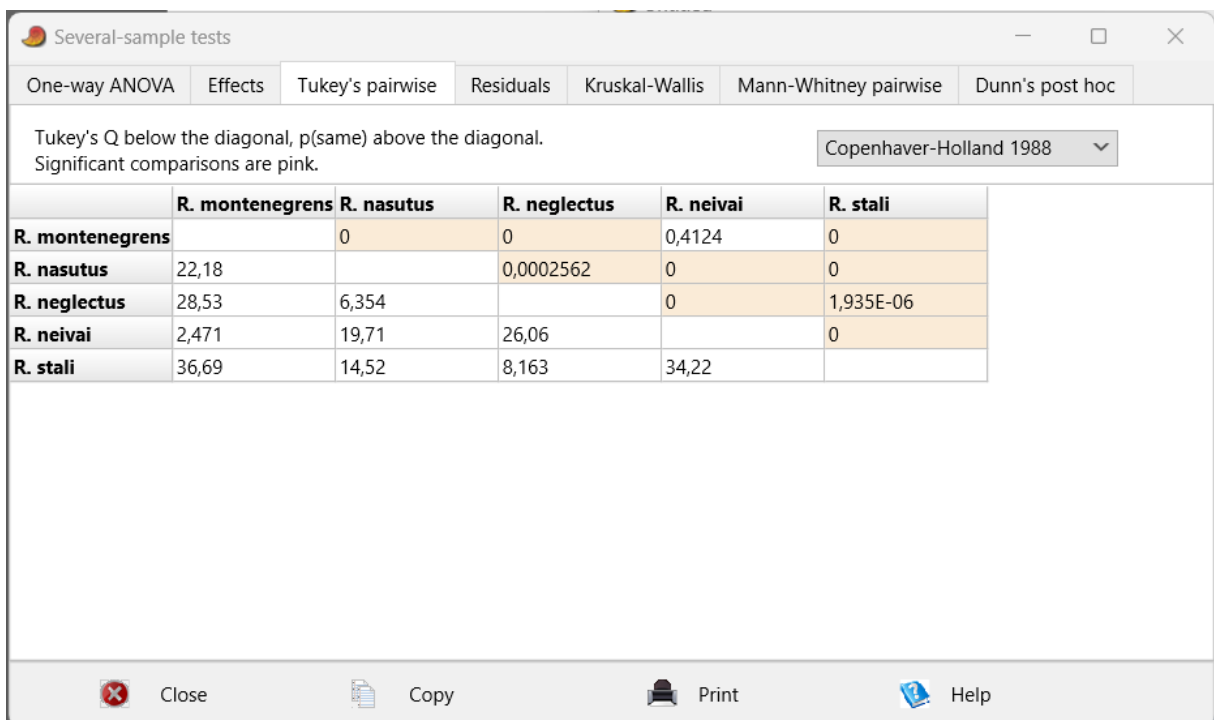 Several-sample tests
One-way ANOVA Effects Tukey's pairwise Residuals Kruskal-Wallis Mann-Whitney pairwise Dunn's post hoc
Tukey's Q below the diagonal, p(same) above the diagonal.
Significant comparisons are pink.
Copenhaver-Holland 1988
R. montenegrens R. nasutus R. neglectus R. neivai R. stali
R. montenegrens 0 0 0,4124 0
R. nasutus 22,18 0,0002562 0 0
R. neglectus 28,53 6,354 0 1,935E-06
R. neivai 2,471 19,71 26,06 0
R. stali 36,69 14,52 8,163 34,22
Close Copy Print Help